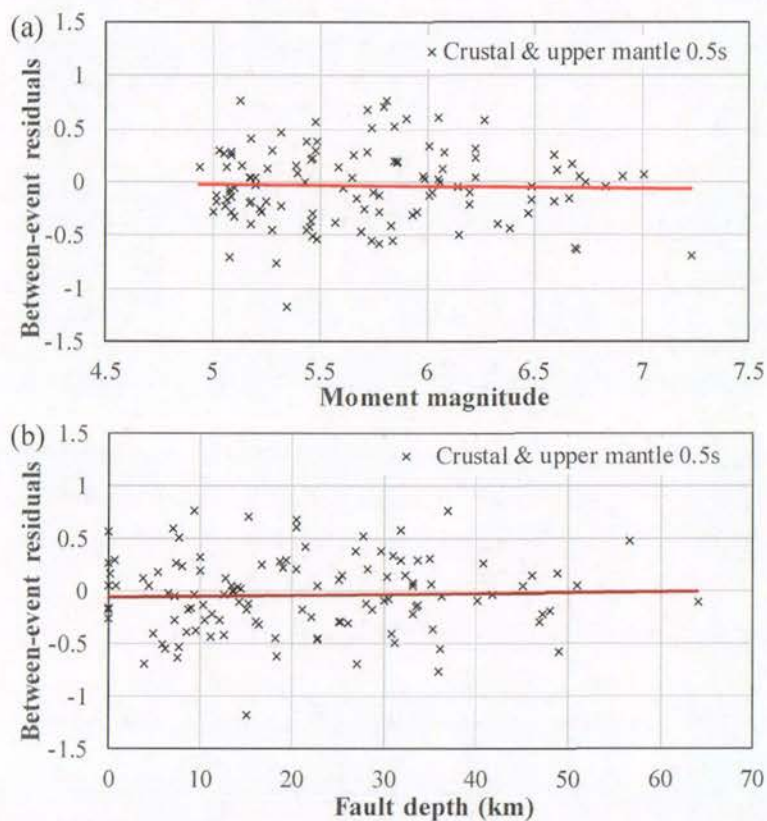 (a)
1.5
× Crustal & upper mantle 0.5s
1
0.5
0
-0.5
-1
-1.5
Between-event residuals
4.5 5 5.5 6 6.5 7 7.5
Moment magnitude
(b)
1.5
× Crustal & upper mantle 0.5s
1
0.5
0
-0.5
-1
-1.5
Between-event residuals
0 10 20 30 40 50 60 70
Fault depth (km)